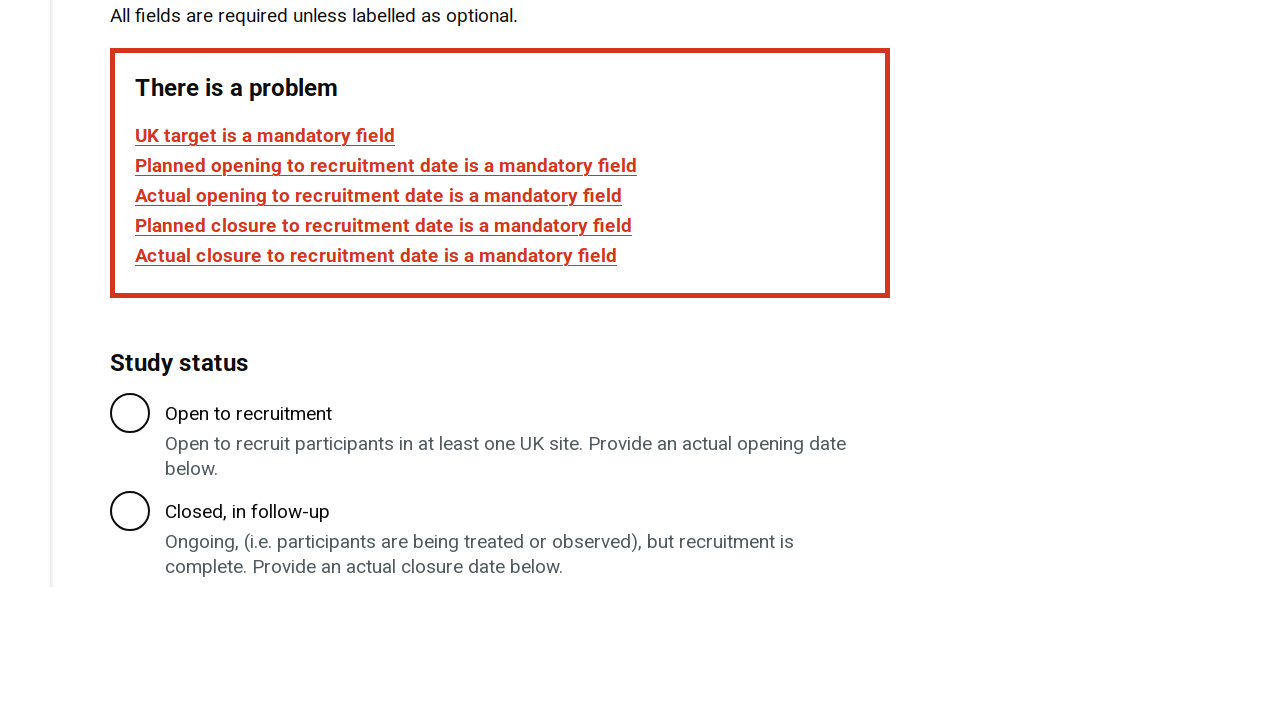 All fields are required unless labelled as optional.
There is a problem
UK target is a mandatory field
Planned opening to recruitment date is a mandatory field
Actual opening to recruitment date is a mandatory field
Planned closure to recruitment date is a mandatory field
Actual closure to recruitment date is a mandatory field
Study status
Open to recruitment
Open to recruit participants in at least one UK site. Provide an actual opening date
below.
Closed, in follow-up
Ongoing, (i.e. participants are being treated or observed), but recruitment is
complete. Provide an actual closure date below.